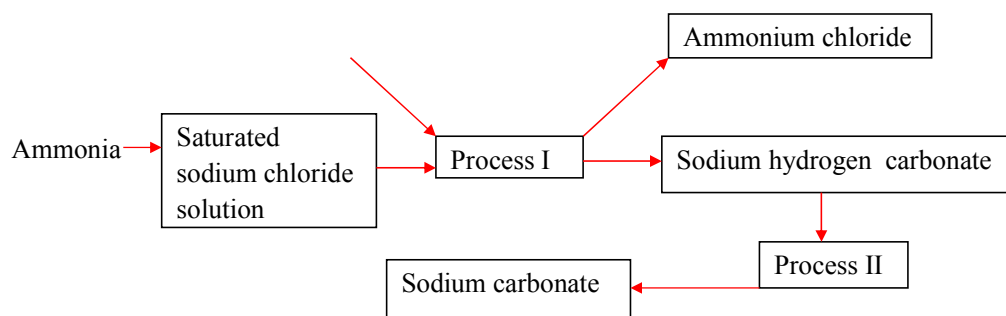 Ammonium chloride
Ammonia
Saturated
sodium chloride
solution
Process I
Sodium hydrogen carbonate
Process II
Sodium carbonate